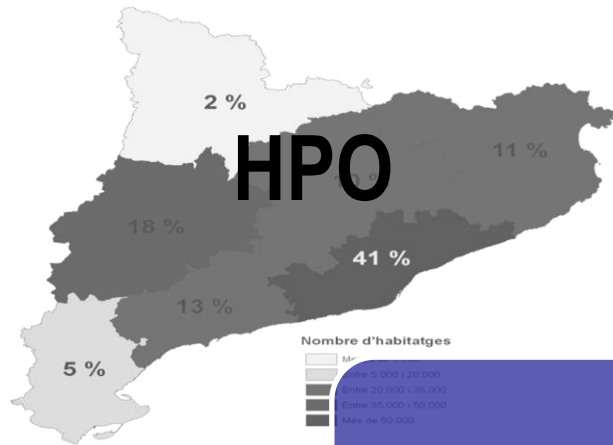 2 %
HPO
11 %
10 %
18 %
41 %
13 %
5 %
Nombre d'habitatges
Entre 5.000 i 20.000
Entre 20.000 i 35.000
Entre 35.000 i 50.000
Més de 50.000